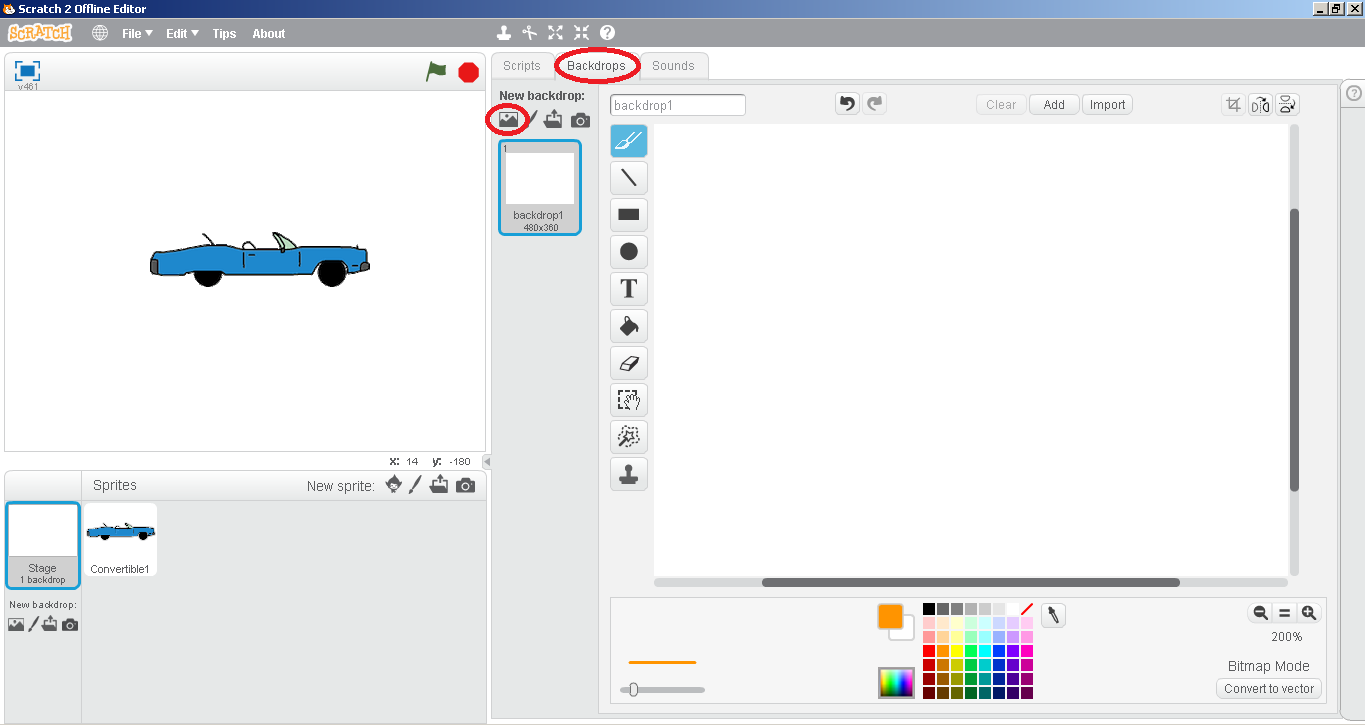 Scratch 2 Offline Editor
SCRATCH File Edit Tips About
v461
Scripts Backdrops Sounds
New backdrop:
backdrop1
Clear Add Import
1
backdrop1
480x360
T
x: 14 y: -180
Sprites New sprite:
Stage
1 backdrop
Convertible1
New backdrop:
200%
Bitmap Mode
Convert to vector